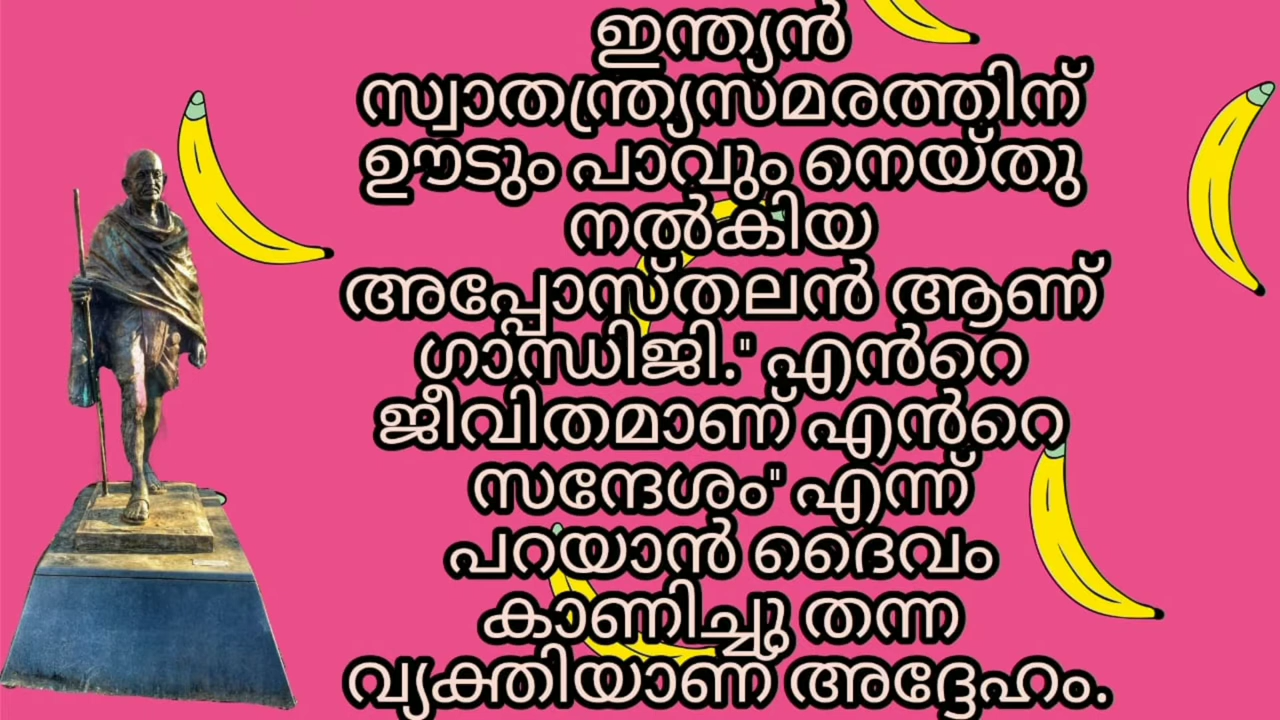 ഇന്ത്യൻ
സ്വാതന്ത്ര്യസമരത്തിന്
ഊടും പാവും നെയ്തു
നൽകിയ
അപ്പോസ്തലൻ ആണ്
ഗാന്ധിജി." എൻറെ
ജീവിതമാണ് എൻറെ
സന്ദേശം" എന്ന്
പറയാൻ ദൈവം
കാണിച്ചു തന്ന
വ്യക്തിയാണ് അദ്ദേഹം.